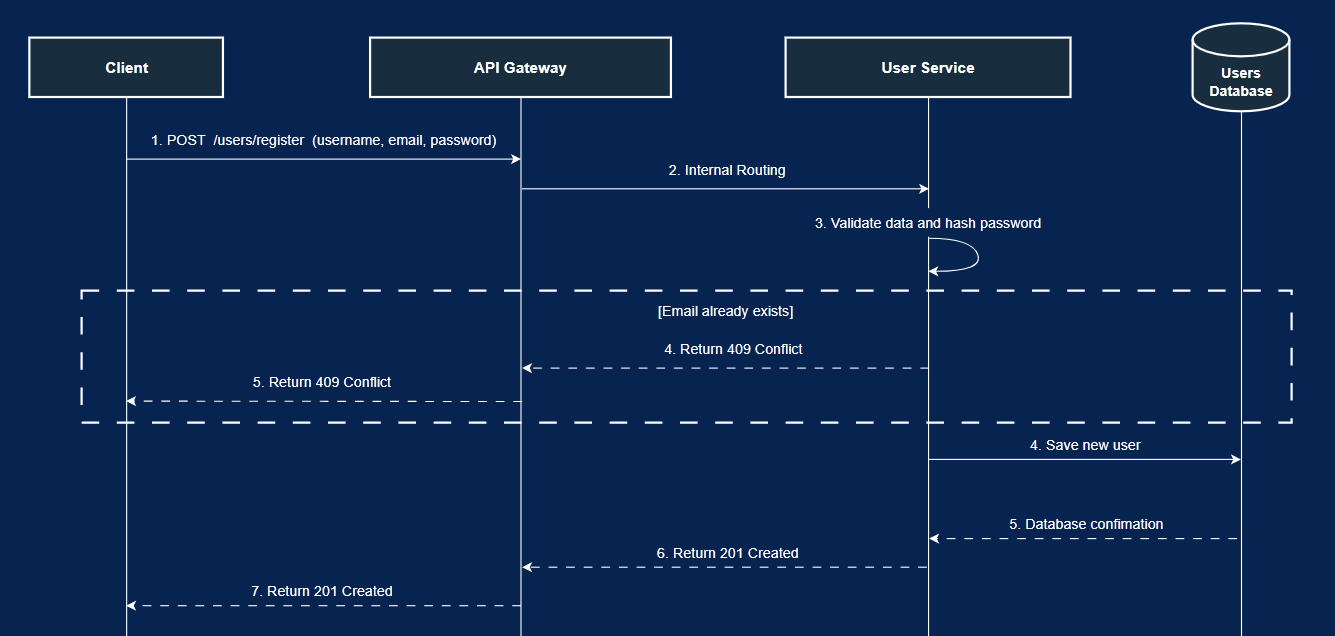 Client
API Gateway
User Service
Users
Database
1. POST  /users/register  (username, email, password)
2. Internal Routing
3. Validate data and hash password
[Email already exists]
4. Return 409 Conflict
5. Return 409 Conflict
4. Save new user
5. Database confimation
6. Return 201 Created
7. Return 201 Created